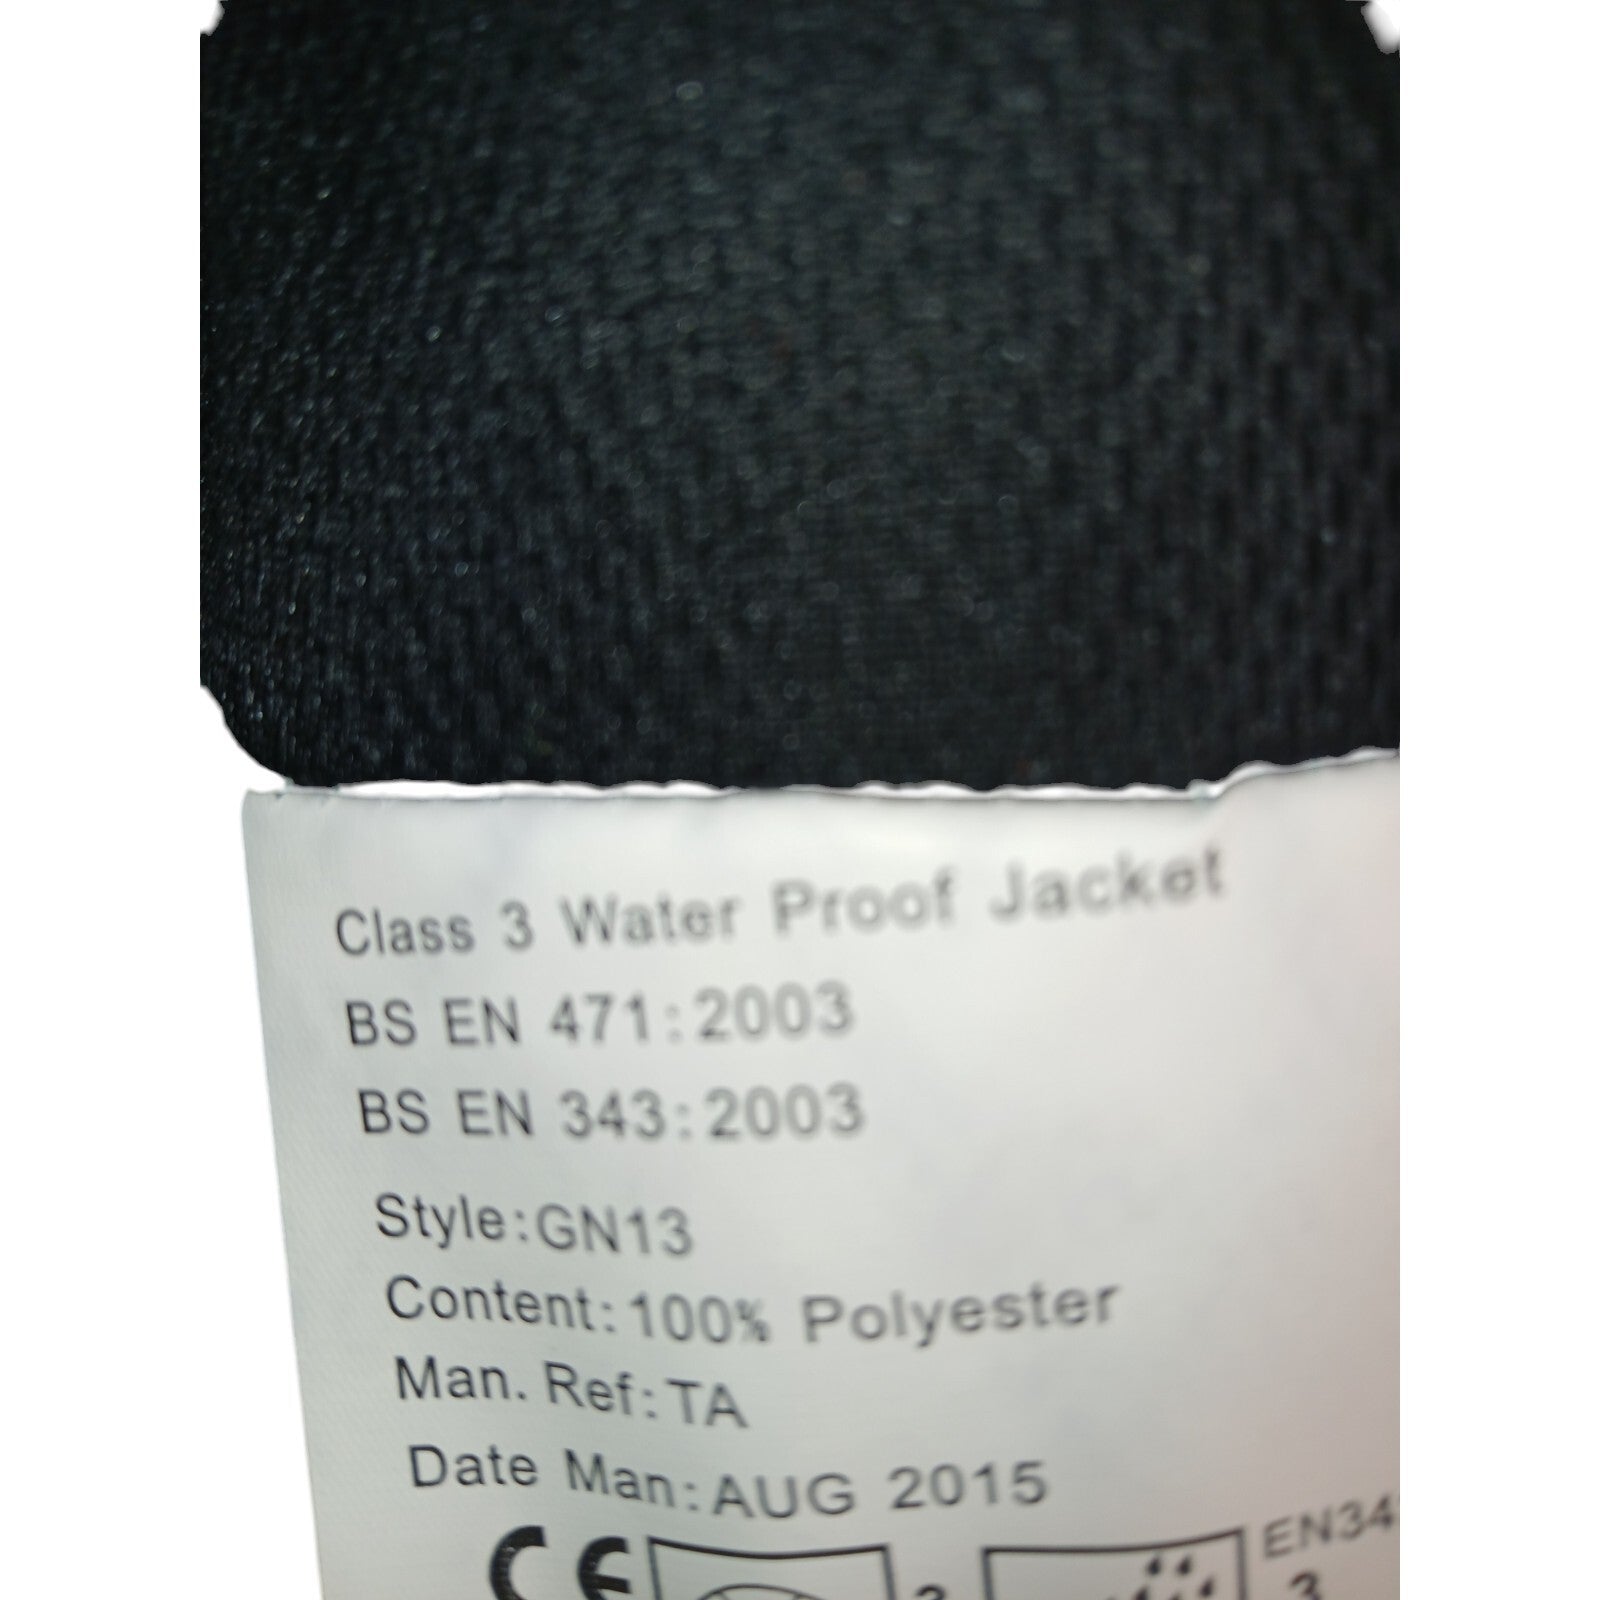 Class 3 Water Proof Jacket
BS EN 471:2003
BS EN 343:2003
Style:GN13
Content:100% Polyester
Man. Ref:TA
Date Man:AUG 2015
CE
EN34
3